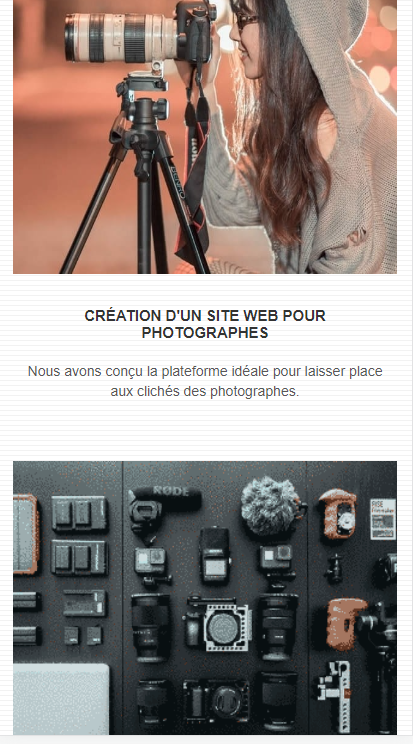 CRÉATION D'UN SITE WEB POUR
PHOTOGRAPHES
Nous avons conçu la plateforme idéale pour laisser place
aux clichés des photographes.
RØDE